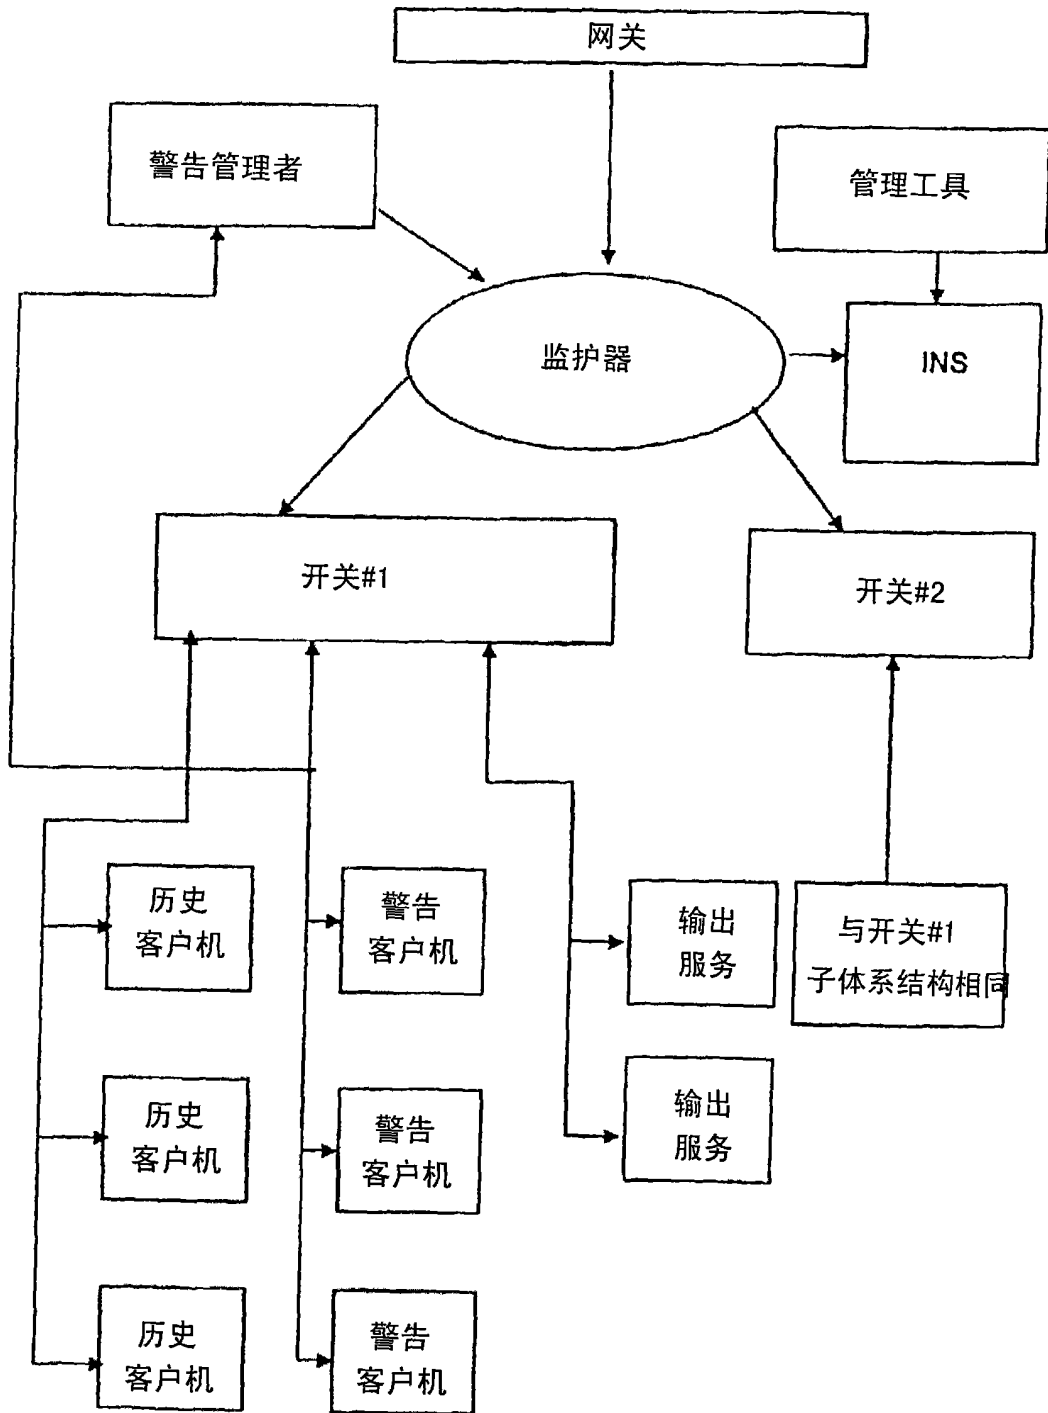 网关
警告管理者
管理工具
监护器
INS
开关#1
开关#2
历史
客户机
警告
客户机
输出
服务
与开关#1
子体系结构相同
历史
客户机
警告
客户机
输出
服务
历史
客户机
警告
客户机